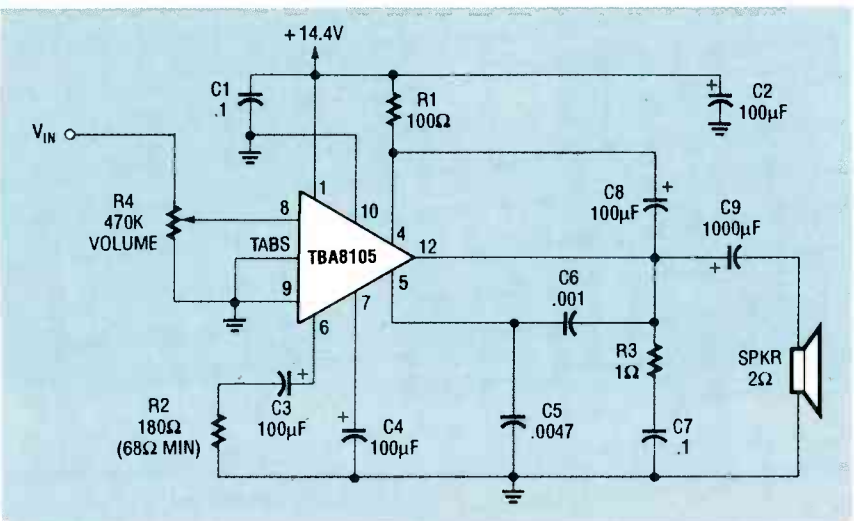 +14.4V
C1
.1
R1
100Ω
C2
+
100µF
VIN
R4
470K
VOLUME
8
1
10
TABS
TBA8105
4
12
9
5
6
7
C8
+
100µF
C9
1000µF
+
C6
.001
R3
1Ω
SPKR
2Ω
R2
180Ω
(68Ω MIN)
+
C3
100µF
+
C4
100µF
C5
.0047
C7
.1